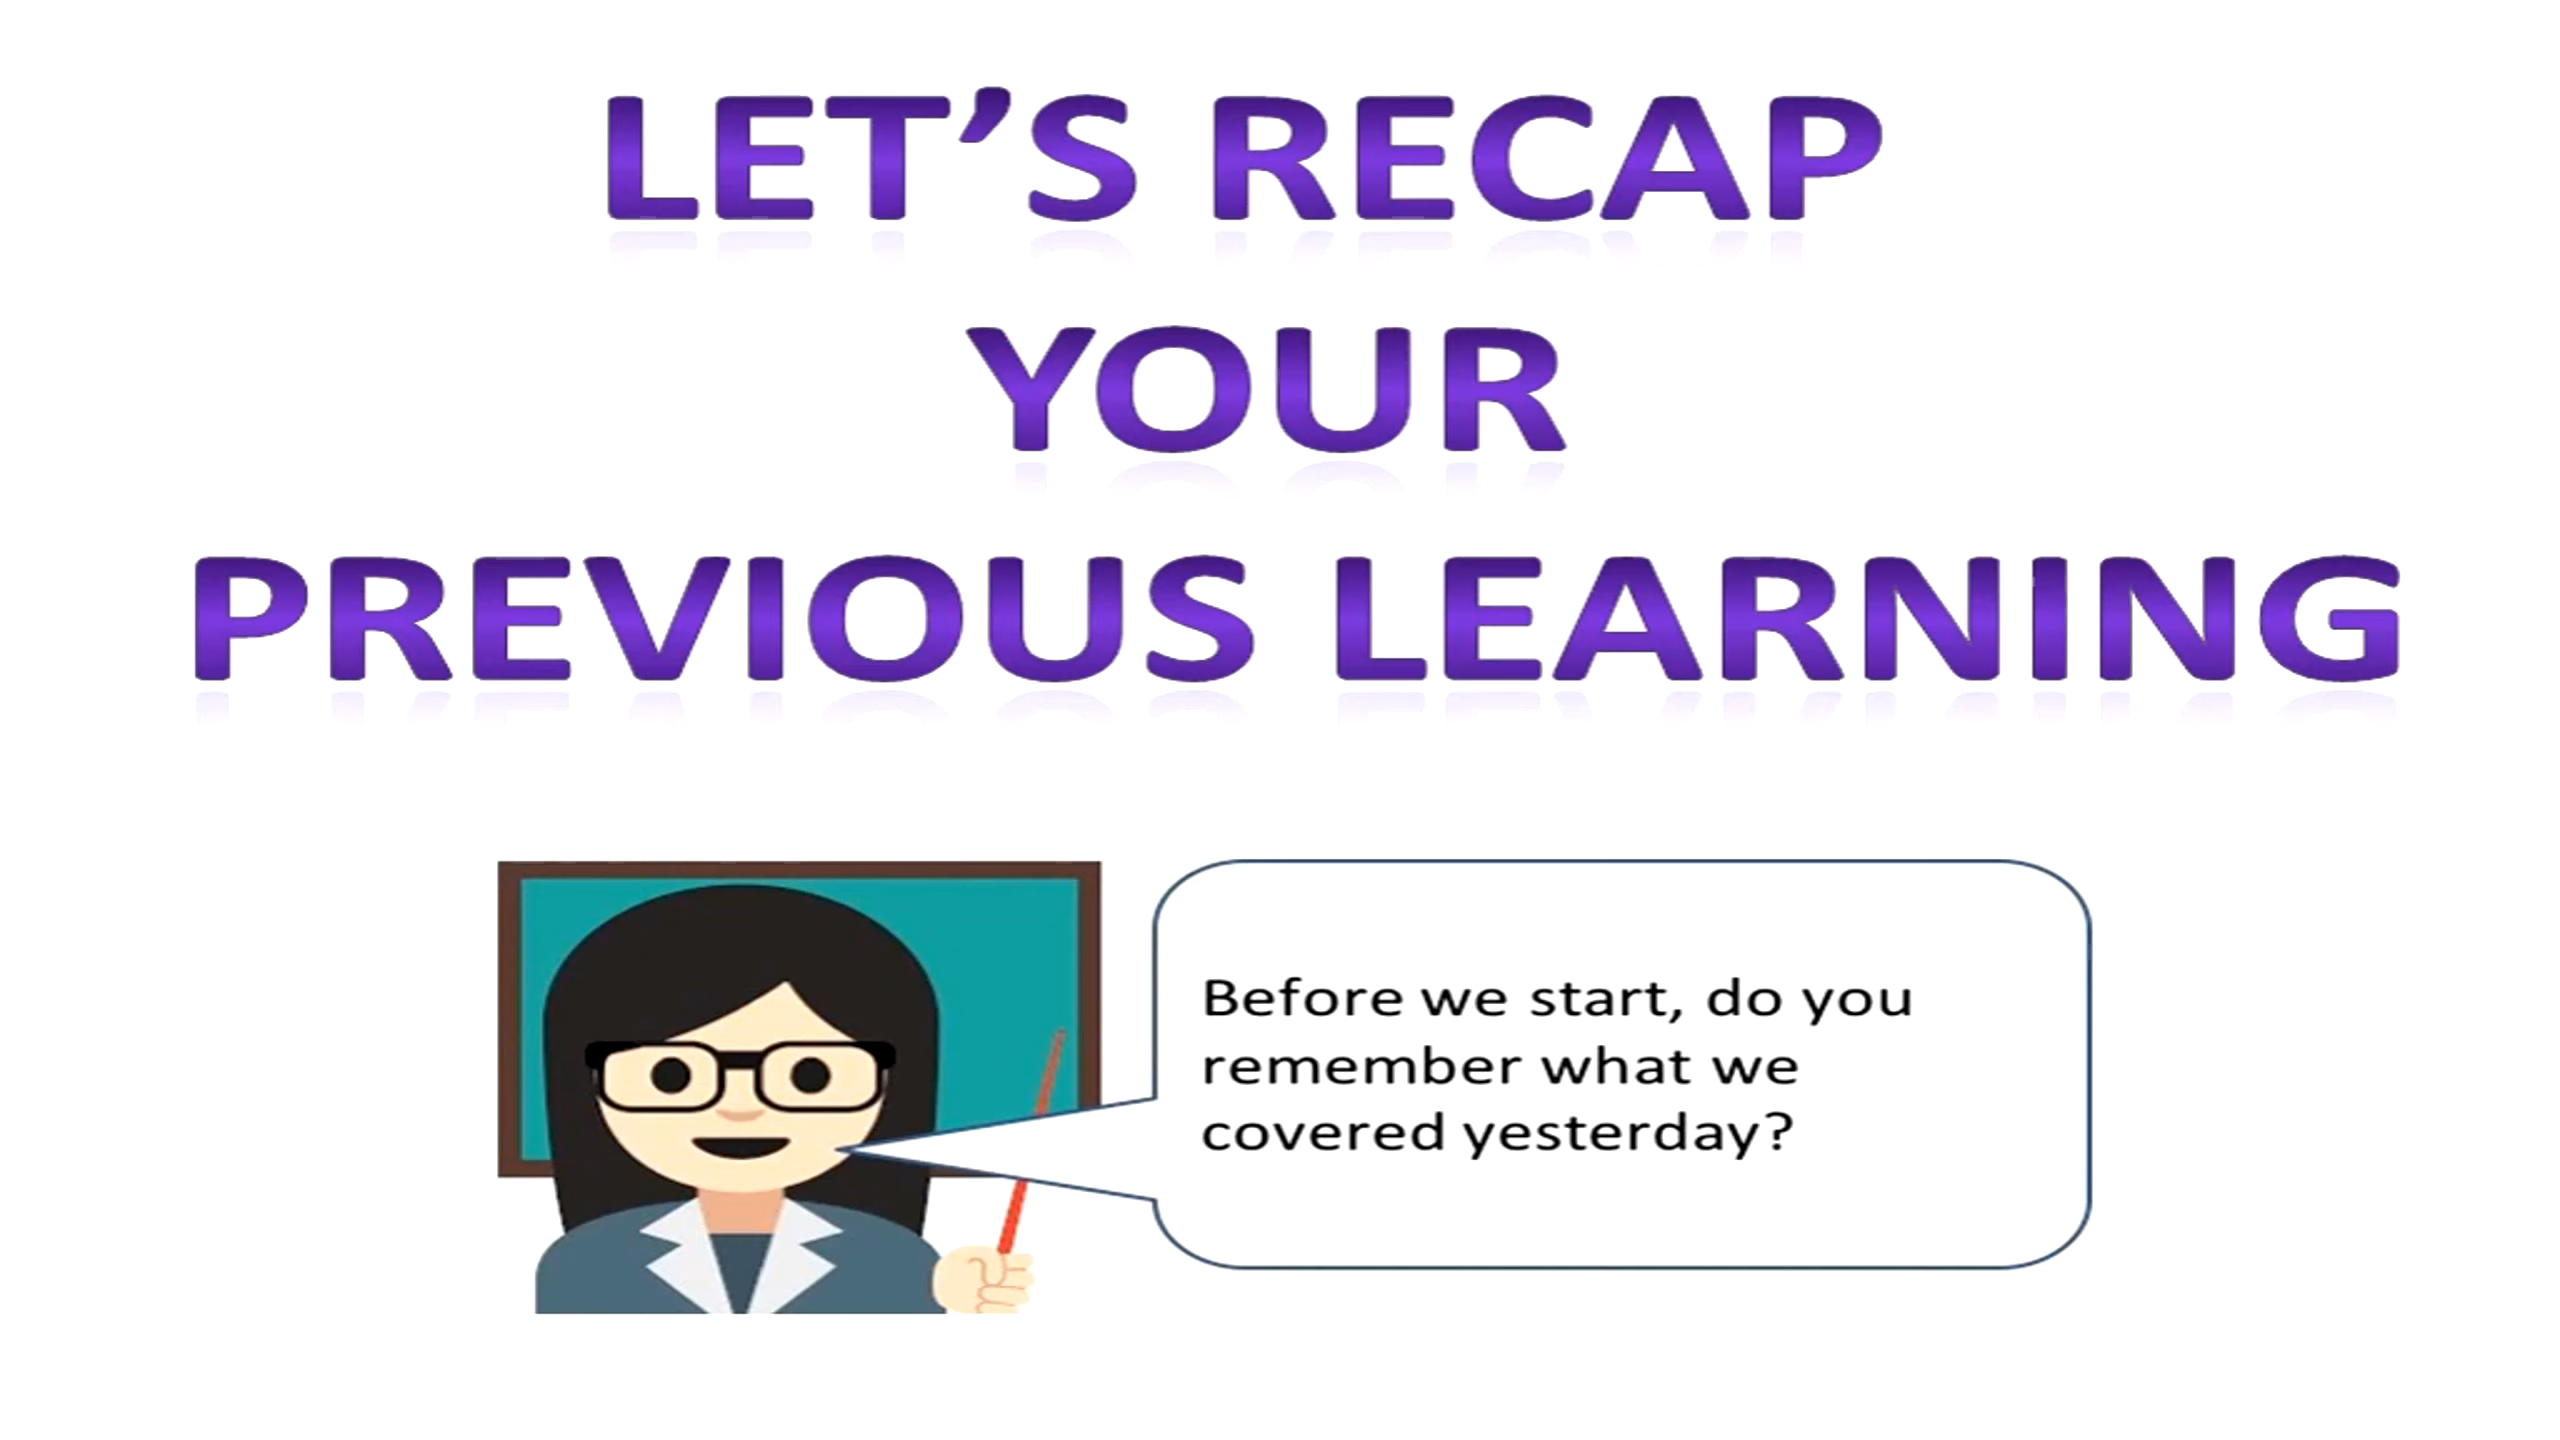 LET’S RECAP
YOUR
PREVIOUS LEARNING
Before we start, do you
remember what we
covered yesterday?